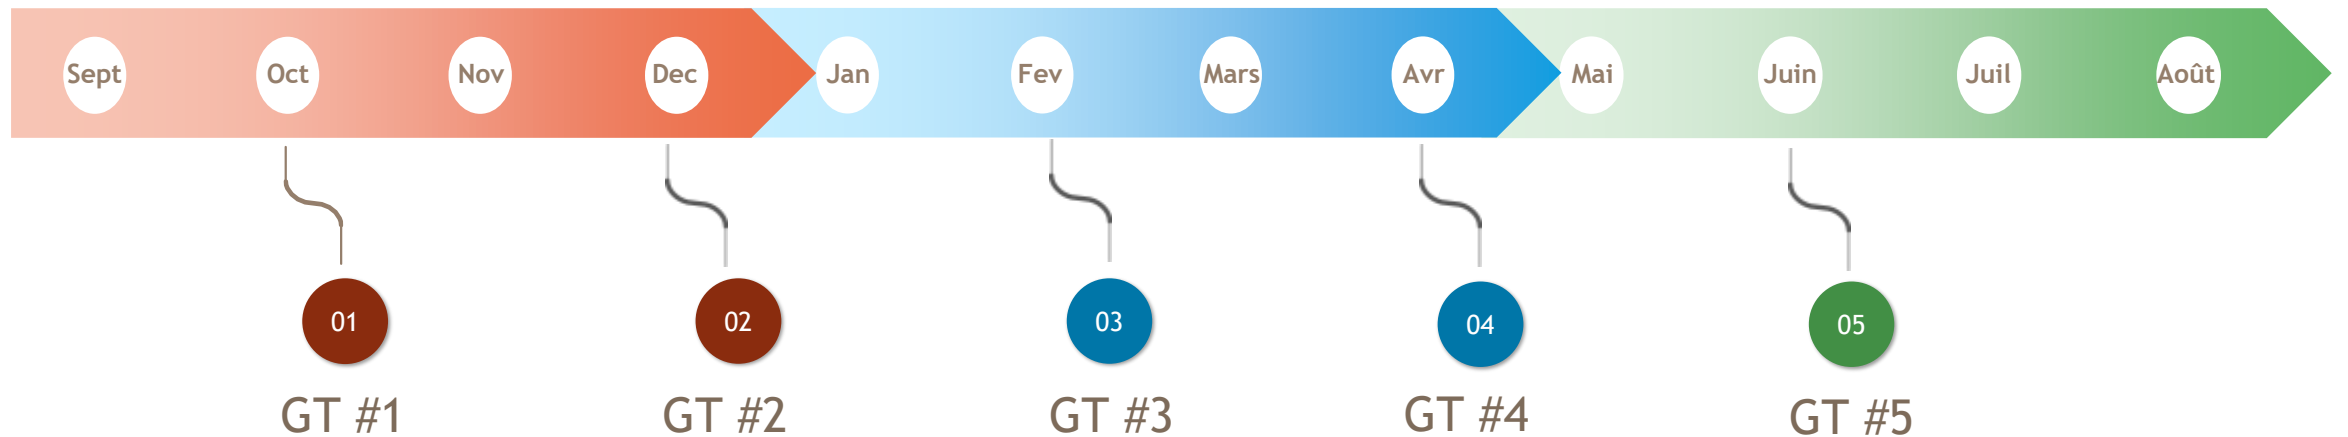 Sept Oct Nov Dec Jan Fev Mars Avr Mai Juin Juil Août
01 02 03 04 05
GT #1 GT #2 GT #3 GT #4 GT #5